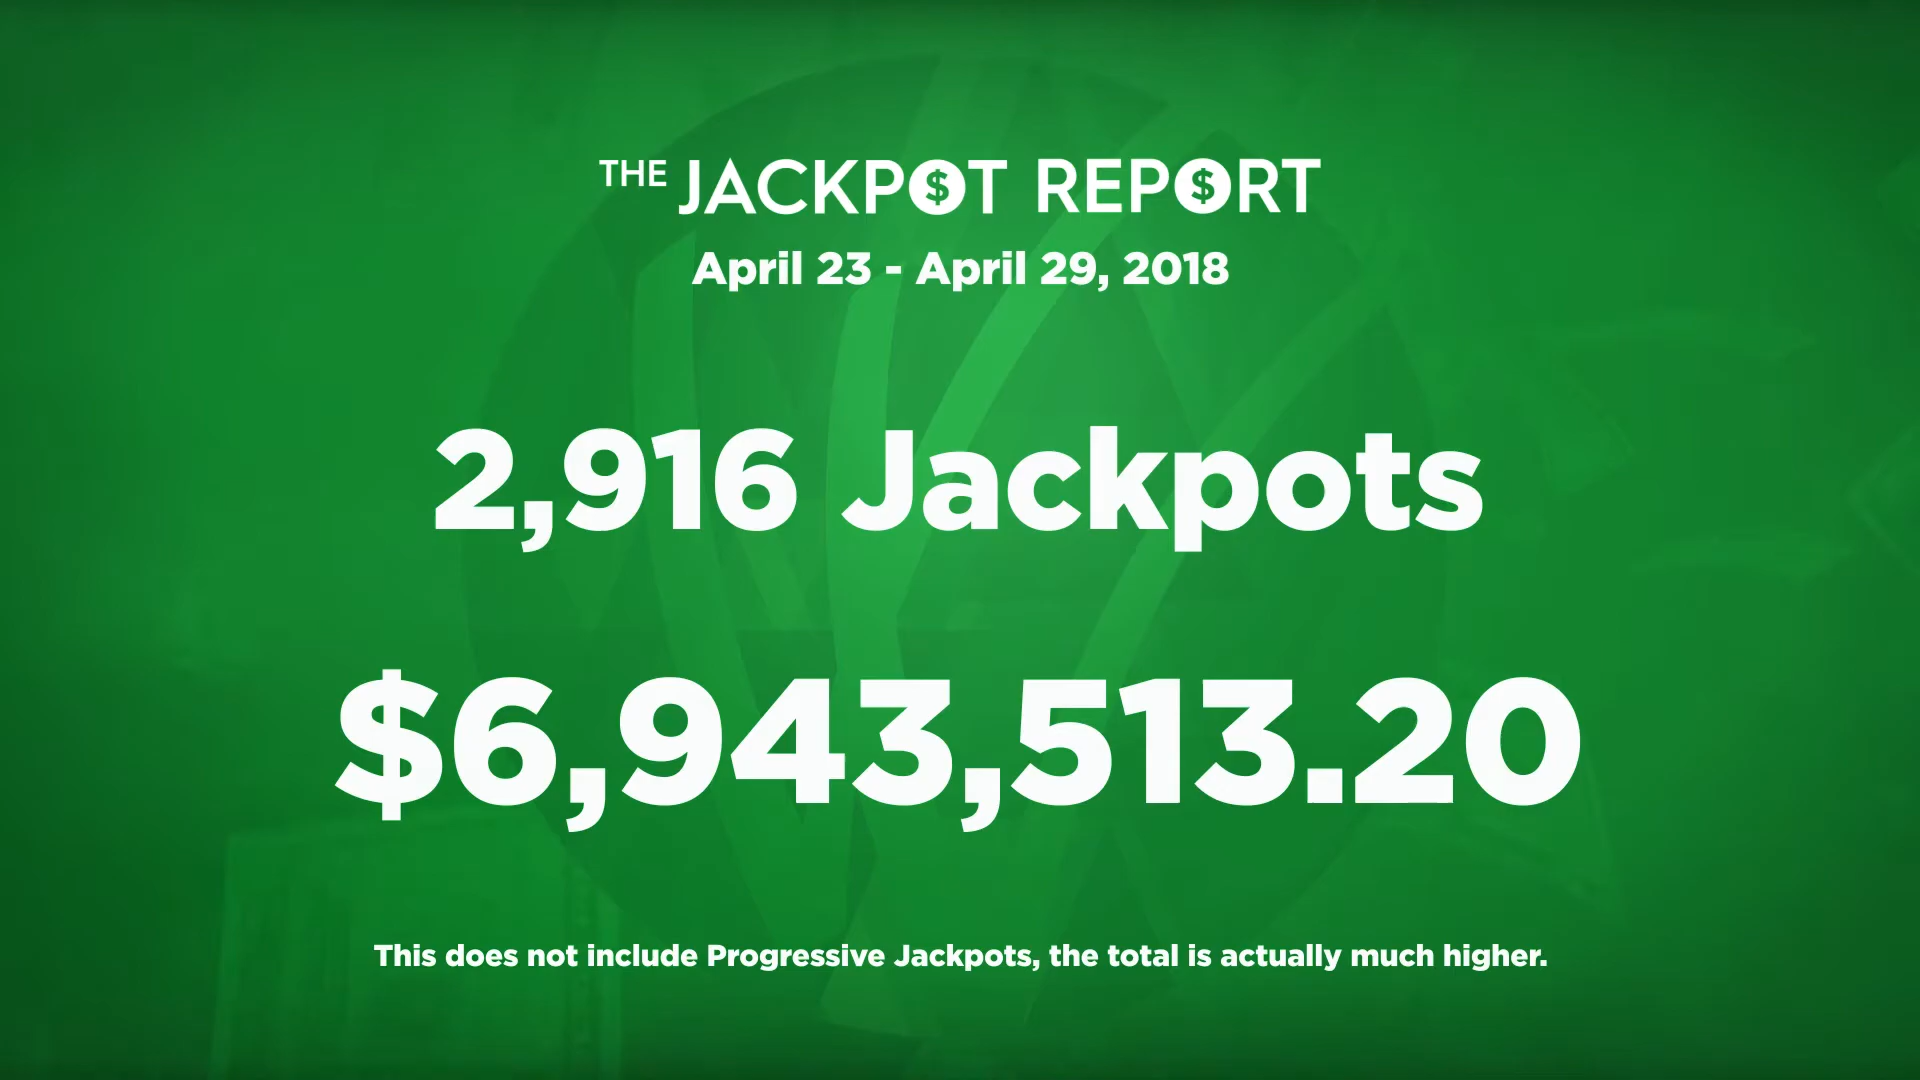 THE JACKPOT REPORT
April 23 - April 29, 2018
2,916 Jackpots
$6,943,513.20
This does not include Progressive Jackpots, the total is actually much higher.